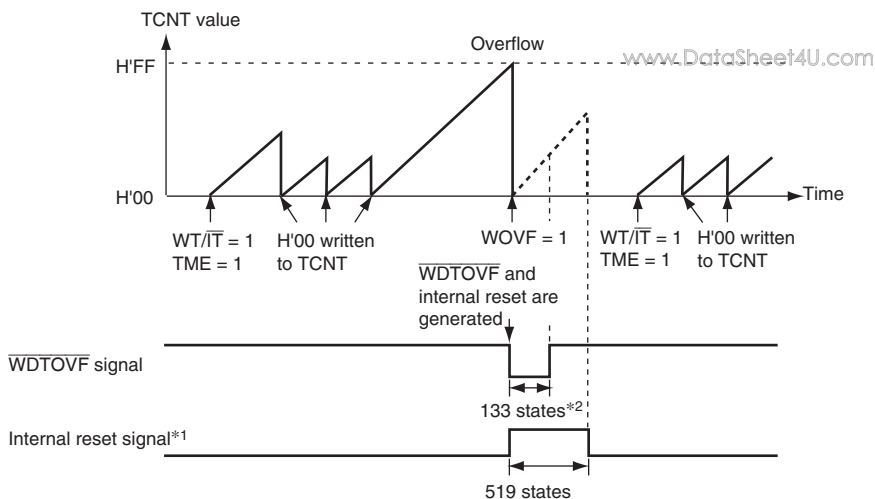 TCNT value
Overflow
www.DataSheet4U.com
H'FF
H'00
Time
WT/IT = 1
TME = 1
H'00 written
to TCNT
WOVF = 1
WT/IT = 1
TME = 1
H'00 written
to TCNT
WDTOVF and
internal reset are
generated
WDTOVF signal
133 states*2
Internal reset signal*1
519 states